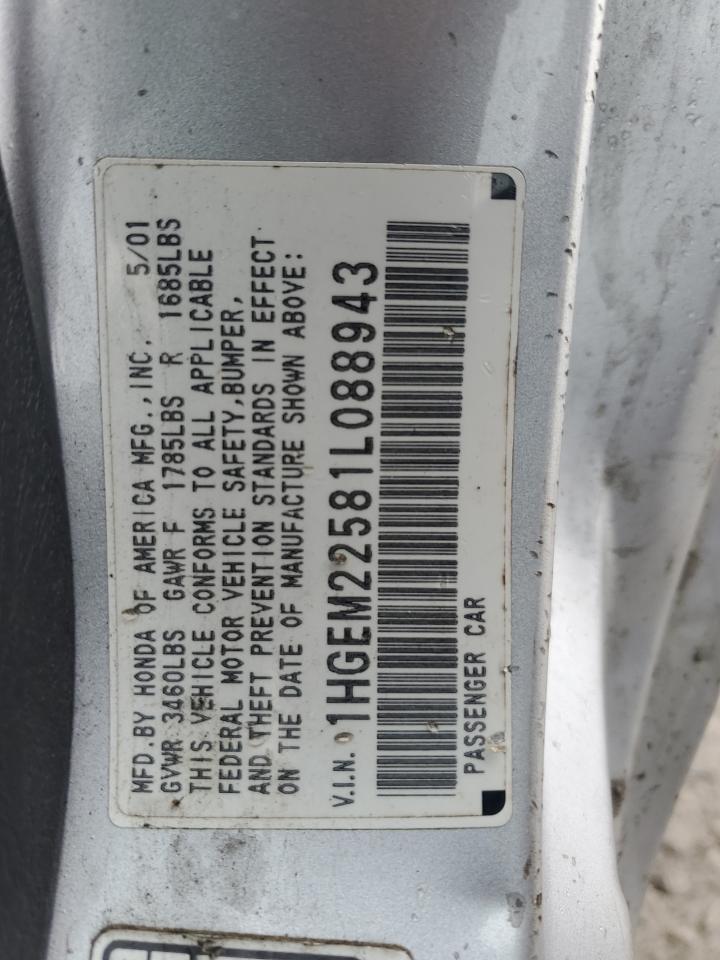 MFD.BY HONDA OF AMERICA MFG.,INC. 5/01
GVWR 3460LBS GAWR F 1785LBS R 1685LBS
THIS VEHICLE CONFORMS TO ALL APPLICABLE
FEDERAL MOTOR VEHICLE SAFETY,BUMPER,
AND THEFT PREVENTION STANDARDS IN EFFECT
ON THE DATE OF MANUFACTURE SHOWN ABOVE:
V.I.N. 1HGEM22581L088943
PASSENGER CAR